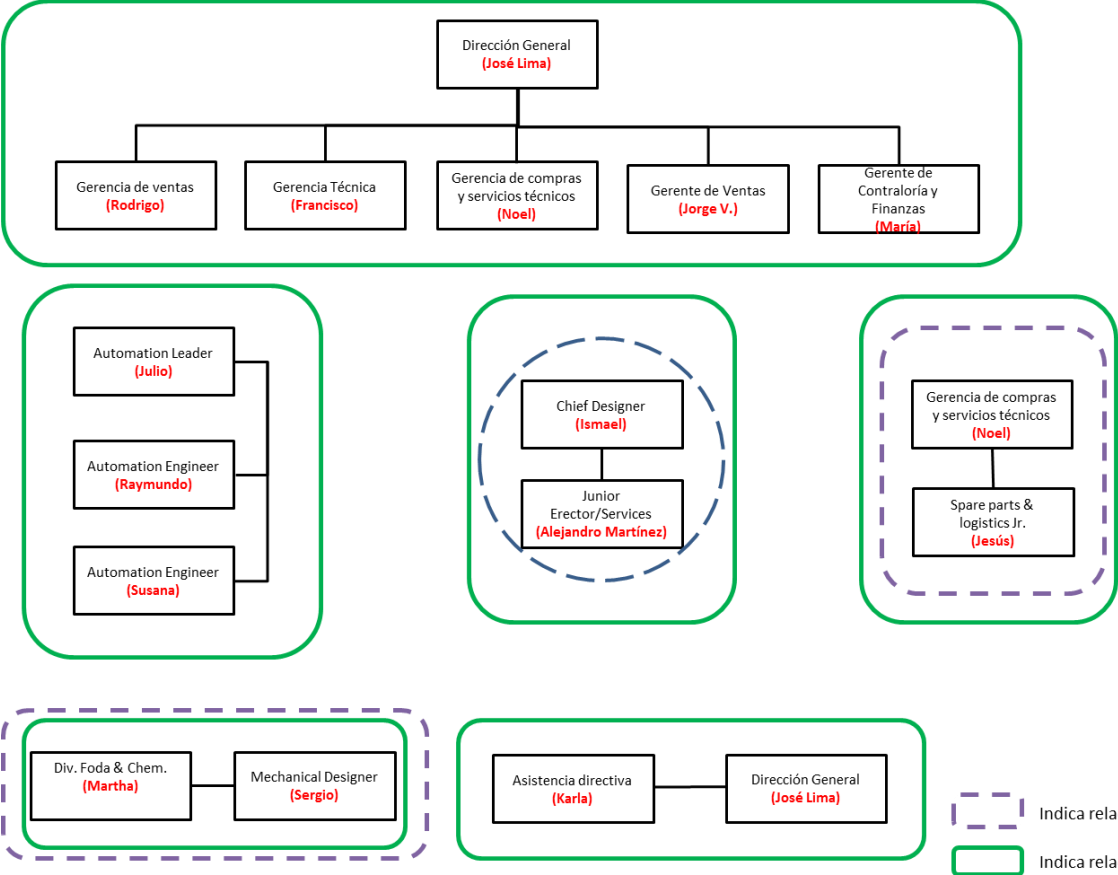 Dirección General
(José Lima)
Gerencia de ventas
(Rodrigo)
Gerencia Técnica
(Francisco)
Gerencia de compras
y servicios técnicos
(Noel)
Gerente de Ventas
(Jorge V.)
Gerente de
Contraloría y
Finanzas
(María)
Automation Leader
(Julio)
Automation Engineer
(Raymundo)
Automation Engineer
(Susana)
Chief Designer
(Ismael)
Junior
Erector/Services
(Alejandro Martínez)
Gerencia de compras
y servicios técnicos
(Noel)
Spare parts &
logistics Jr.
(Jesús)
Div. Foda & Chem.
(Martha)
Mechanical Designer
(Sergio)
Asistencia directiva
(Karla)
Dirección General
(José Lima)
Indica rela
Indica rela